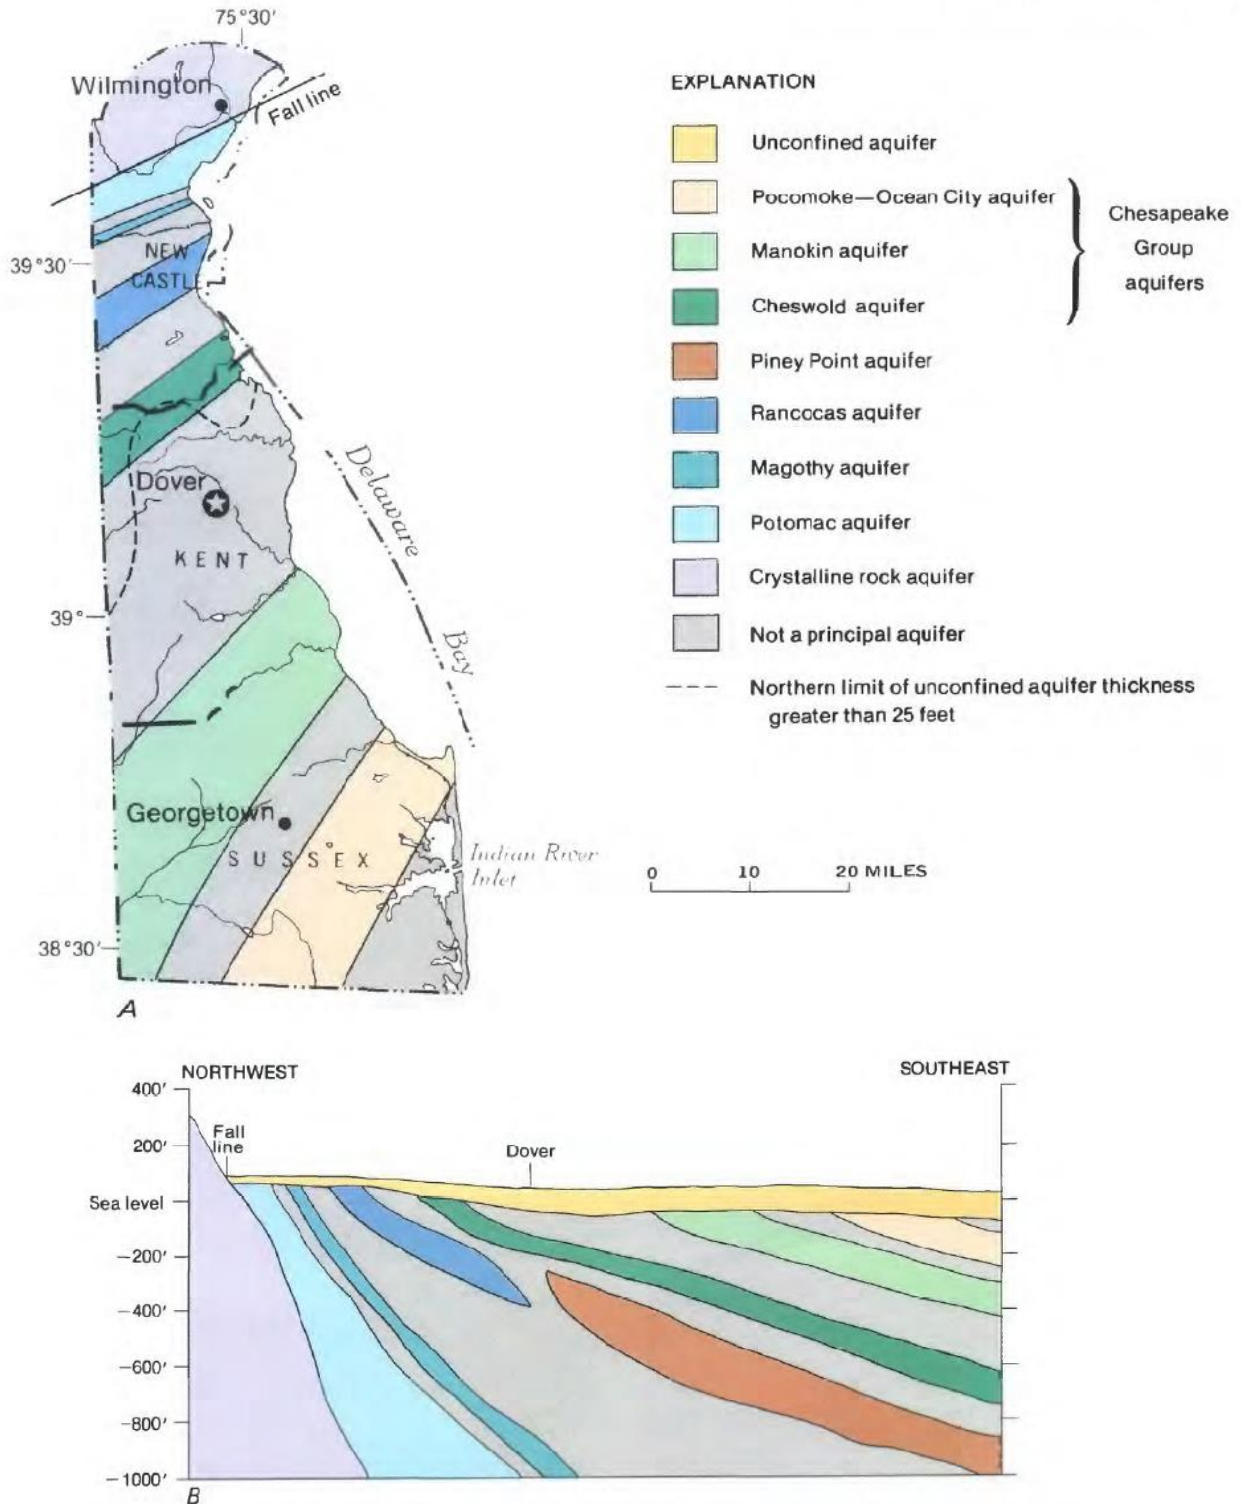 75°30′
Wilmington
Fall line
39°30′
NEW
CASTLE
Dover
KENT
39°
Delaware
Bay
Georgetown
SUSSEX
Indian River
Inlet
38°30′
A
EXPLANATION
Unconfined aquifer
Pocomoke—Ocean City aquifer
Manokin aquifer
Cheswold aquifer
Chesapeake
Group
aquifers
Piney Point aquifer
Rancocas aquifer
Magothy aquifer
Potomac aquifer
Crystalline rock aquifer
Not a principal aquifer
Northern limit of unconfined aquifer thickness
greater than 25 feet
0 10 20 MILES
NORTHWEST
SOUTHEAST
400′
200′
Sea level
−200′
−400′
−600′
−800′
−1000′
Fall
line
Dover
B